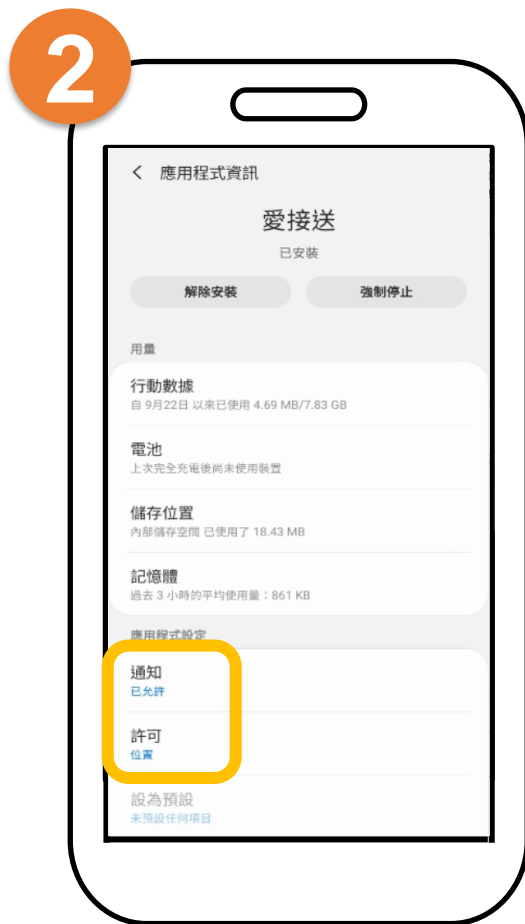 2
應用程式資訊
愛接送
已安裝
解除安裝 強制停止
用量
行動數據
自 9月22日 以來已使用 4.69 MB/7.83 GB
電池
上次完全充電後尚未使用裝置
儲存位置
內部儲存空間 已使用了 18.43 MB
記憶體
過去 3 小時的平均使用量：861 KB
應用程式設定
通知
已允許
許可
位置
設為預設
未預設任何項目